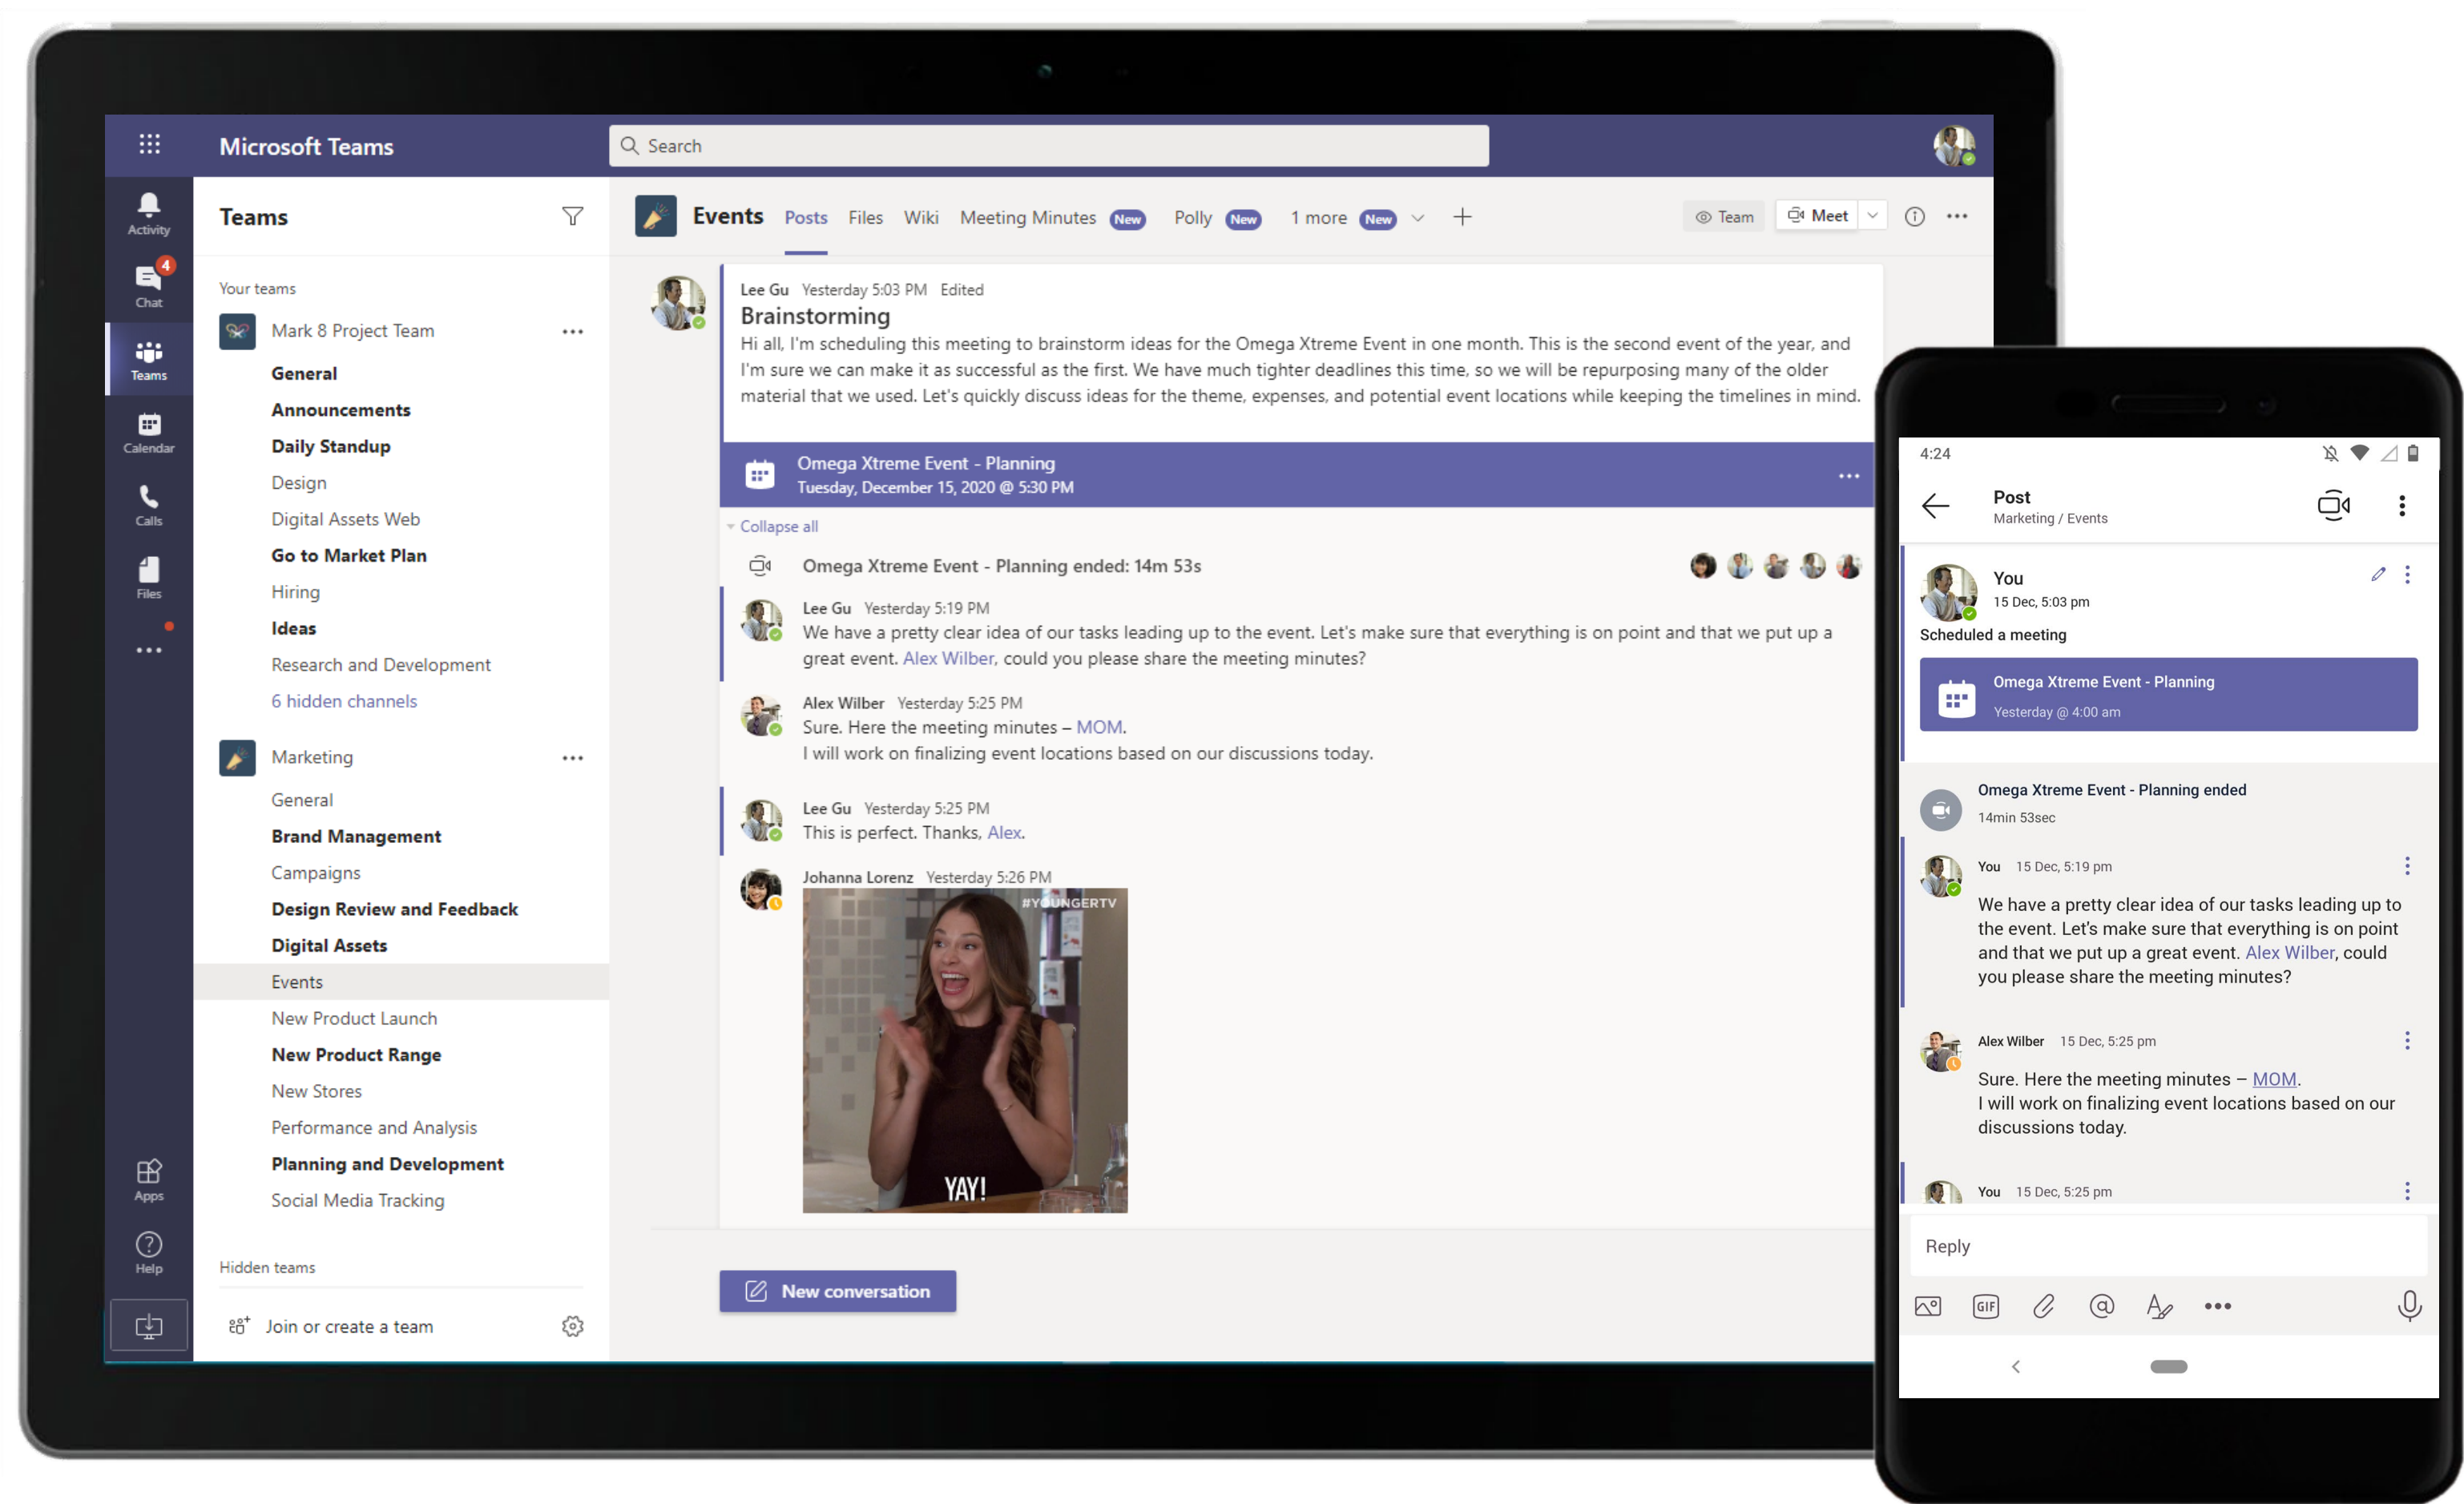 Microsoft Teams
Search
Activity
4
Chat
Teams
Calendar
Calls
Files
Apps
Help
Teams
Your teams
Mark 8 Project Team
General
Announcements
Daily Standup
Design
Digital Assets Web
Go to Market Plan
Hiring
Ideas
Research and Development
6 hidden channels
Marketing
General
Brand Management
Campaigns
Design Review and Feedback
Digital Assets
Events
New Product Launch
New Product Range
New Stores
Performance and Analysis
Planning and Development
Social Media Tracking
Hidden teams
Join or create a team
Events Posts Files Wiki Meeting Minutes New Polly New 1 more New Team Meet
Lee Gu Yesterday 5:03 PM Edited
Brainstorming
Hi all, I'm scheduling this meeting to brainstorm ideas for the Omega Xtreme Event in one month. This is the second event of the year, and
I'm sure we can make it as successful as the first. We have much tighter deadlines this time, so we will be repurposing many of the older
material that we used. Let's quickly discuss ideas for the theme, expenses, and potential event locations while keeping the timelines in mind.
Omega Xtreme Event - Planning
Tuesday, December 15, 2020 @ 5:30 PM
Collapse all
Omega Xtreme Event - Planning ended: 14m 53s
Lee Gu Yesterday 5:19 PM
We have a pretty clear idea of our tasks leading up to the event. Let's make sure that everything is on point and that we put up a
great event. Alex Wilber, could you please share the meeting minutes?
Alex Wilber Yesterday 5:25 PM
Sure. Here the meeting minutes – MOM.
I will work on finalizing event locations based on our discussions today.
Lee Gu Yesterday 5:25 PM
This is perfect. Thanks, Alex.
Johanna Lorenz Yesterday 5:26 PM
#YOUNGERTV
YAY!
New conversation
4:24
Post
Marketing / Events
You
15 Dec, 5:03 pm
Scheduled a meeting
Omega Xtreme Event - Planning
Yesterday @ 4:00 am
Omega Xtreme Event - Planning ended
14min 53sec
You 15 Dec, 5:19 pm
We have a pretty clear idea of our tasks leading up to
the event. Let's make sure that everything is on point
and that we put up a great event. Alex Wilber, could
you please share the meeting minutes?
Alex Wilber 15 Dec, 5:25 pm
Sure. Here the meeting minutes – MOM.
I will work on finalizing event locations based on our
discussions today.
You 15 Dec, 5:25 pm
Reply
GIF